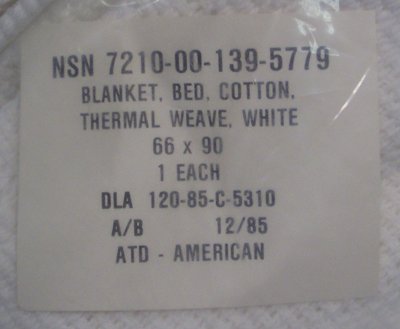 NSN 7210-00-139-5779
BLANKET, BED, COTTON,
THERMAL WEAVE, WHITE
66 x 90
1 EACH
DLA 120-85-C-5310
A/B 12/85
ATD - AMERICAN